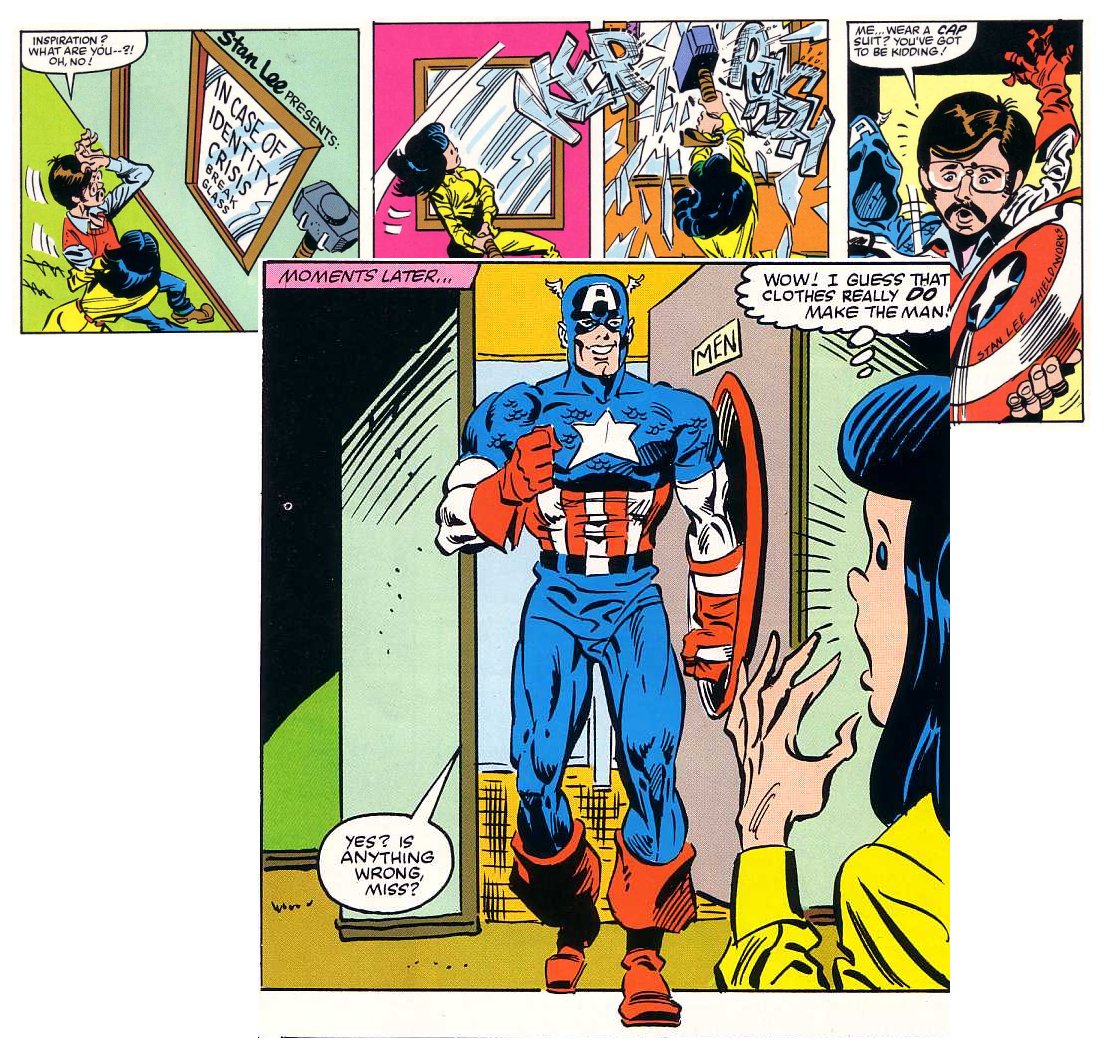 INSPIRATION?
WHAT ARE YOU--?!
OH, NO!
Stan Lee
PRESENTS:
IN CASE OF
IDENTITY
CRISIS
BREAK
GLASS
KKR
RASH
ME...WEAR A CAP
SUIT? YOU'VE GOT
TO BE KIDDING!
STAN LEE SHIELDWORKS
MOMENTS LATER...
A
MEN
WOW! I GUESS THAT
CLOTHES REALLY DO
MAKE THE MAN!
YES? IS
ANYTHING
WRONG,
MISS?